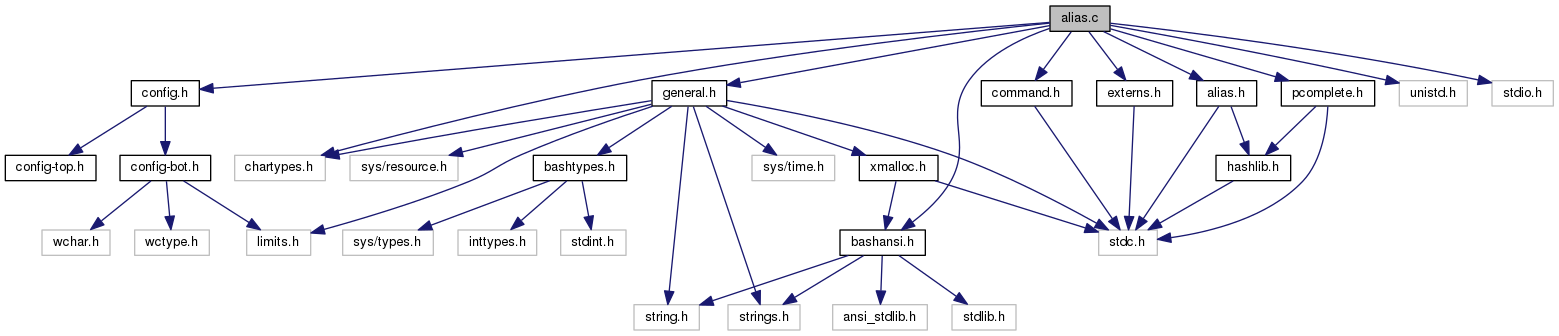 alias.c
config.h
general.h
command.h
externs.h
alias.h
pcomplete.h
unistd.h
stdio.h
config-top.h
config-bot.h
chartypes.h
sys/resource.h
bashtypes.h
sys/time.h
xmalloc.h
hashlib.h
wchar.h
wctype.h
limits.h
sys/types.h
inttypes.h
stdint.h
bashansi.h
stdc.h
string.h
strings.h
ansi_stdlib.h
stdlib.h